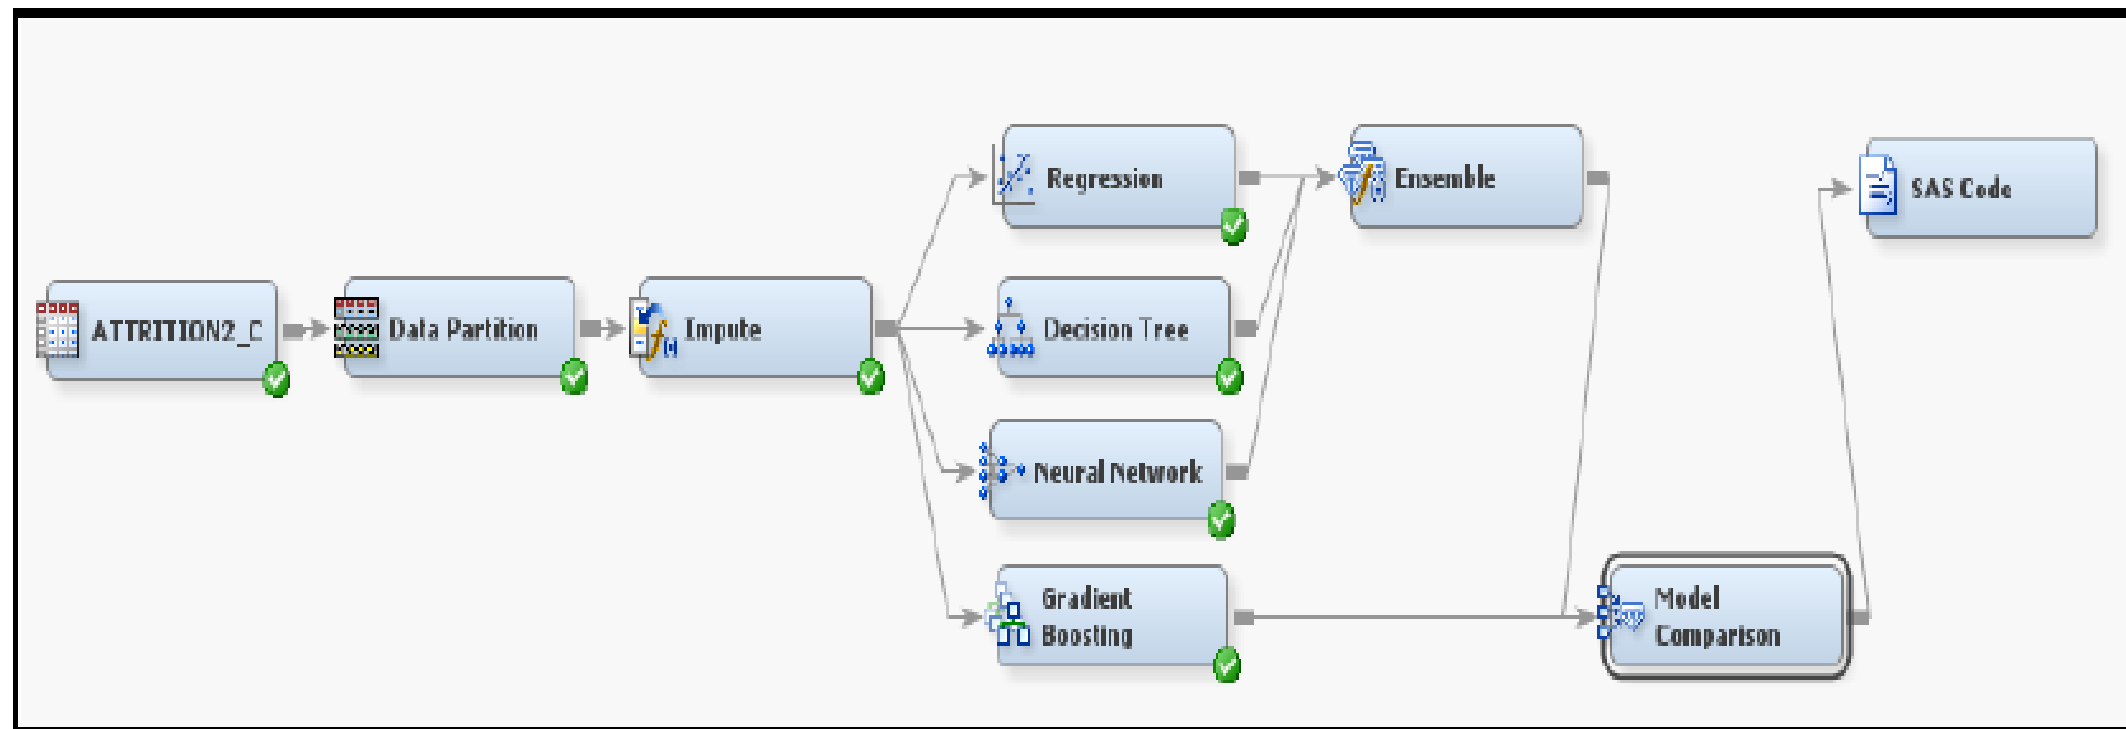 ATTRITION2_C
Data Partition
Impute
Regression
Decision Tree
Neural Network
Gradient
Boosting
Ensemble
Model
Comparison
SAS Code